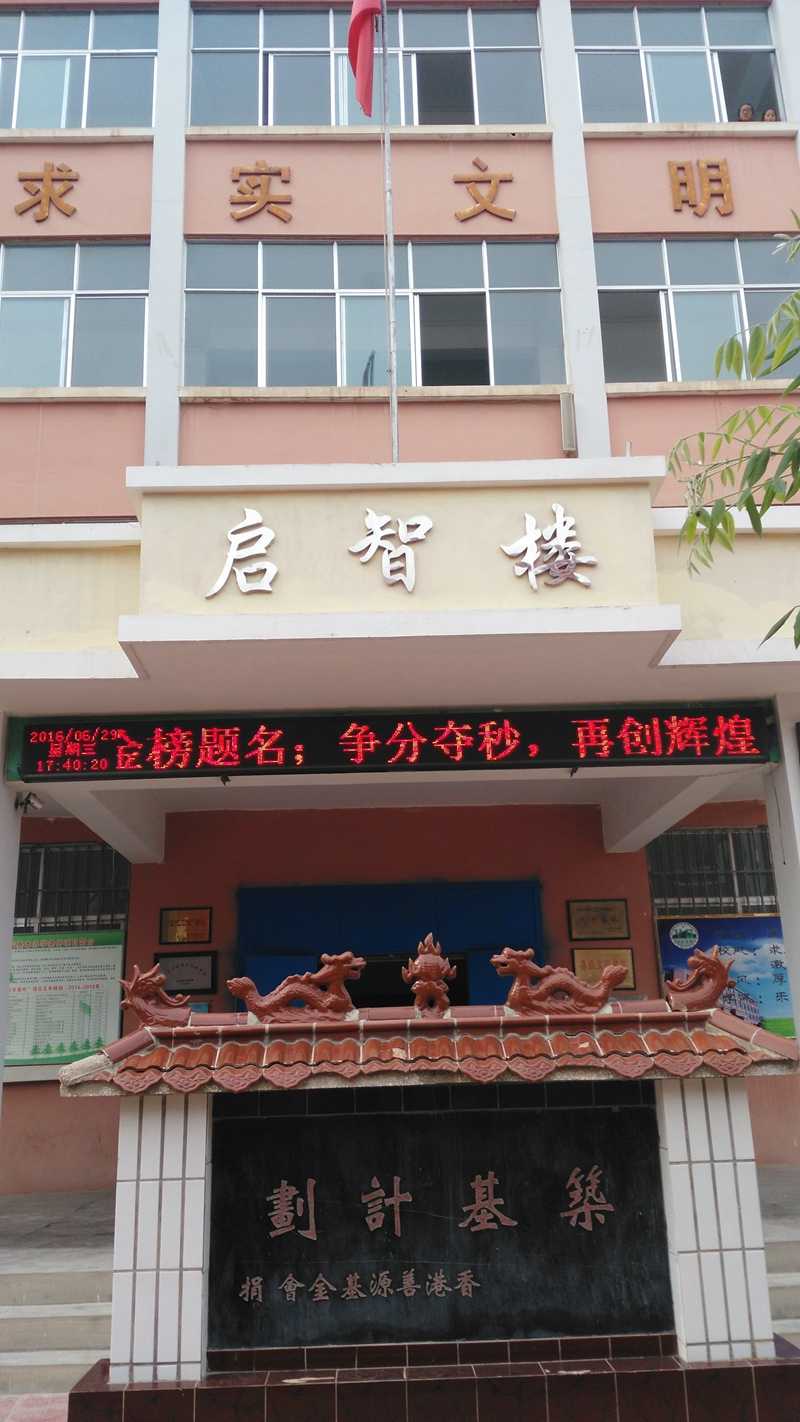 求实文明
启智楼
2016/06/29
星期三
17:40:20
金榜题名；争分夺秒，再创辉煌
築基計劃
香港善源基金會 捐